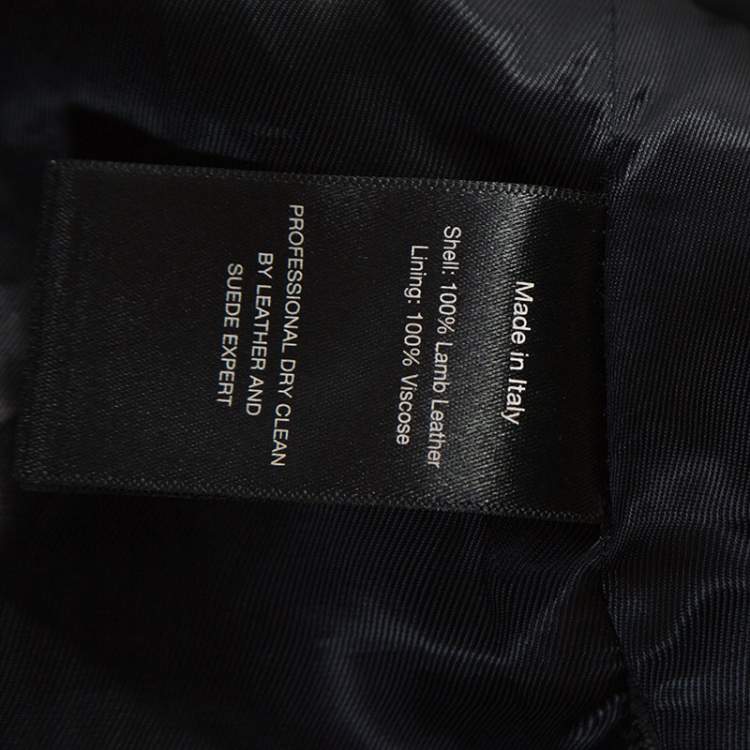 Made in Italy
Shell: 100% Lamb Leather
Lining: 100% Viscose
PROFESSIONAL DRY CLEAN
BY LEATHER AND
SUEDE EXPERT